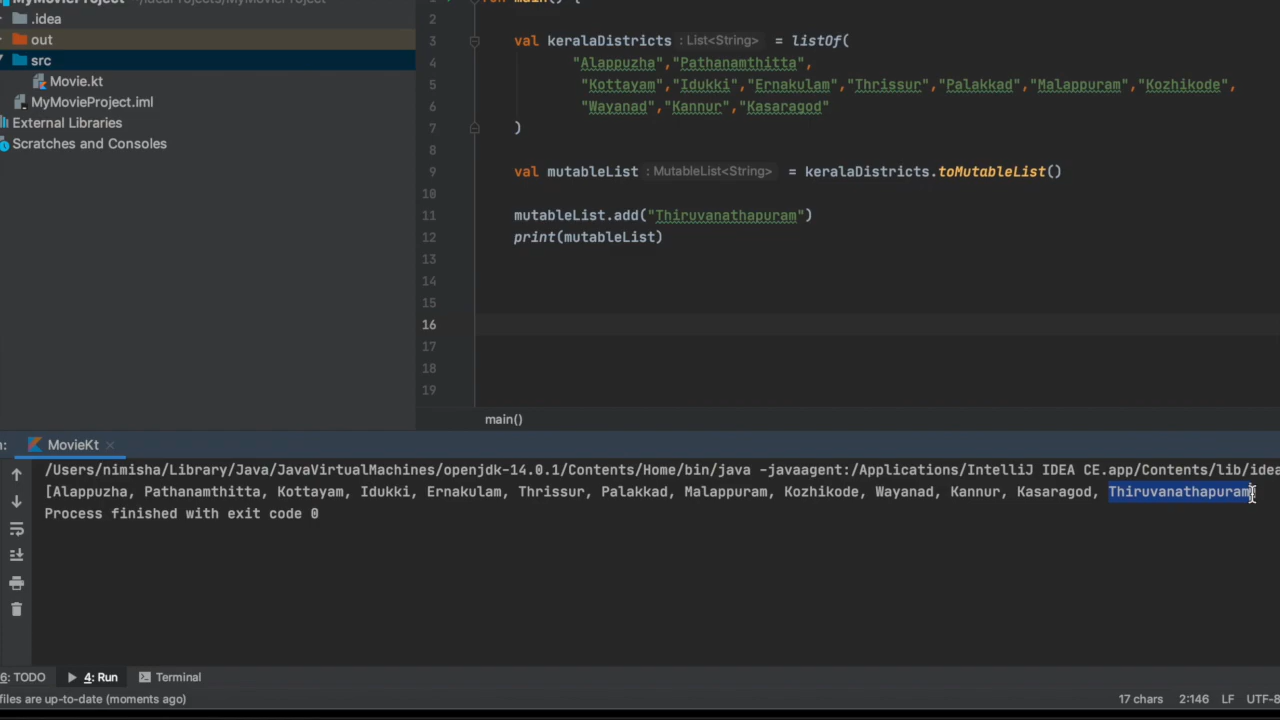 .idea
out
src
Movie.kt
MyMovieProject.iml
External Libraries
Scratches and Consoles
2
3 val keralaDistricts : List<String> = listOf(
4 "Alappuzha","Pathanamthitta",
5 "Kottayam","Idukki","Ernakulam","Thrissur","Palakkad","Malappuram","Kozhikode",
6 "Wayanad","Kannur","Kasaragod"
7 )
8
9 val mutableList : MutableList<String> = keralaDistricts.toMutableList()
10
11 mutableList.add("Thiruvanathapuram")
12 print(mutableList)
13
14
15
16
17
18
19
main()
MovieKt
/Users/nimisha/Library/Java/JavaVirtualMachines/openjdk-14.0.1/Contents/Home/bin/java -javaagent:/Applications/IntelliJ IDEA CE.app/Contents/lib/idea
[Alappuzha, Pathanamthitta, Kottayam, Idukki, Ernakulam, Thrissur, Palakkad, Malappuram, Kozhikode, Wayanad, Kannur, Kasaragod, Thiruvanathapuram
Process finished with exit code 0
6: TODO 4: Run Terminal
files are up-to-date (moments ago) 17 chars 2:146 LF UTF-8